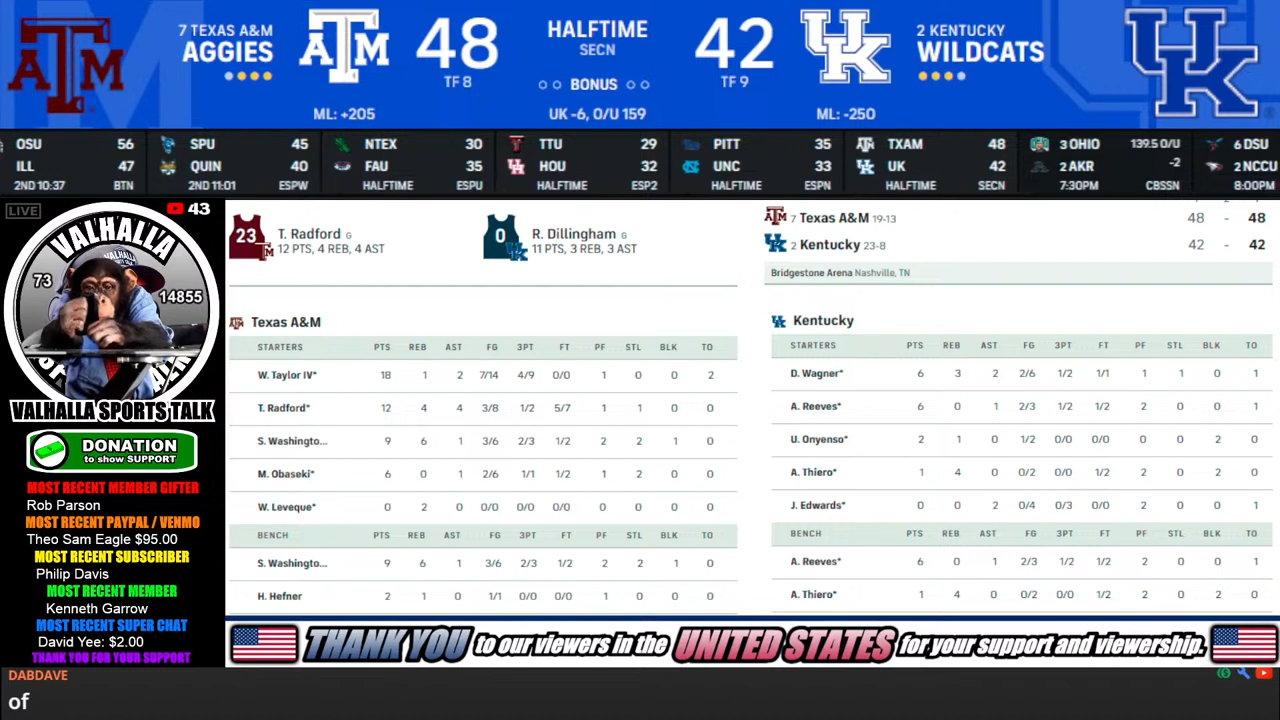 7 TEXAS A&M
AGGIES
48
TF 8
ML: +205
HALFTIME
SECN
BONUS
UK -6, O/U 159
42
TF 9
ML: -250
2 KENTUCKY
WILDCATS
OSU 56
ILL 47
2ND 10:37 BTN
SPU 45
QUIN 40
2ND 11:01 ESPW
NTEX 30
FAU 35
HALFTIME ESPU
TTU 29
HOU 32
HALFTIME ESP2
PITT 35
UNC 33
HALFTIME ESPN
TXAM 48
UK 42
HALFTIME SECN
3 OHIO 139.5 O/U
2 AKR -2
7:30PM CBSSN
6 DSU
2 NCCU
8:00PM
LIVE
43
VALHALLA
73
14855
VALHALLA SPORTS TALK
DONATION
to show SUPPORT
MOST RECENT MEMBER GIFTER
Rob Parson
MOST RECENT PAYPAL / VENMO
Theo Sam Eagle $95.00
MOST RECENT SUBSCRIBER
Philip Davis
MOST RECENT MEMBER
Kenneth Garrow
MOST RECENT SUPER CHAT
David Yee: $2.00
THANK YOU FOR YOUR SUPPORT
23
T. Radford G
12 PTS, 4 REB, 4 AST
0
R. Dillingham G
11 PTS, 3 REB, 3 AST
7 Texas A&M 19-13 48 - 48
2 Kentucky 23-8 42 - 42
Bridgestone Arena Nashville, TN
Texas A&M
STARTERS PTS REB AST FG 3PT FT PF STL BLK TO
W. Taylor IV* 18 1 2 7/14 4/9 0/0 1 0 0 2
T. Radford* 12 4 4 3/8 1/2 5/7 1 1 0 0
S. Washingto... 9 6 1 3/6 2/3 1/2 2 2 1 0
M. Obaseki* 6 0 1 2/6 1/1 1/2 1 2 0 0
W. Leveque* 0 2 0 0/0 0/0 0/0 0 0 0 0
BENCH PTS REB AST FG 3PT FT PF STL BLK TO
S. Washingto... 9 6 1 3/6 2/3 1/2 2 2 1 0
H. Hefner 2 1 0 1/1 0/0 0/0 1 0 0 0
Kentucky
STARTERS PTS REB AST FG 3PT FT PF STL BLK TO
D. Wagner* 6 3 2 2/6 1/2 1/1 1 1 0 1
A. Reeves* 6 0 1 2/3 1/2 1/2 2 0 0 1
U. Onyenso* 2 1 0 1/2 0/0 0/0 0 0 2 0
A. Thiero* 1 4 0 0/2 0/0 1/2 2 0 2 0
J. Edwards* 0 0 2 0/4 0/3 0/0 2 0 0 1
BENCH PTS REB AST FG 3PT FT PF STL BLK TO
A. Reeves* 6 0 1 2/3 1/2 1/2 2 0 0 1
A. Thiero* 1 4 0 0/2 0/0 1/2 2 0 2 0
THANK YOU to our viewers in the UNITED STATES for your support and viewership.
DABDAVE
of